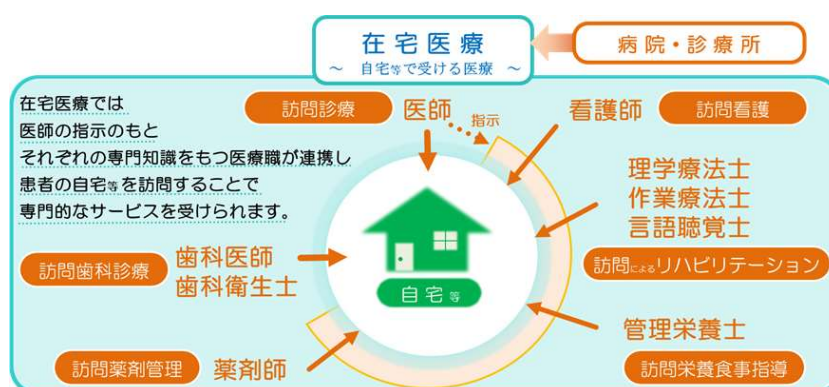 在宅医療
～ 自宅等で受ける医療 ～
病院・診療所
在宅医療では
医師の指示のもと
それぞれの専門知識をもつ医療職が連携し
患者の自宅等を訪問することで
専門的なサービスを受けられます。
訪問診療
医師
指示
看護師
訪問看護
理学療法士
作業療法士
言語聴覚士
訪問によるリハビリテーション
歯科医師
歯科衛生士
訪問歯科診療
自宅等
管理栄養士
訪問栄養食事指導
訪問薬剤管理
薬剤師